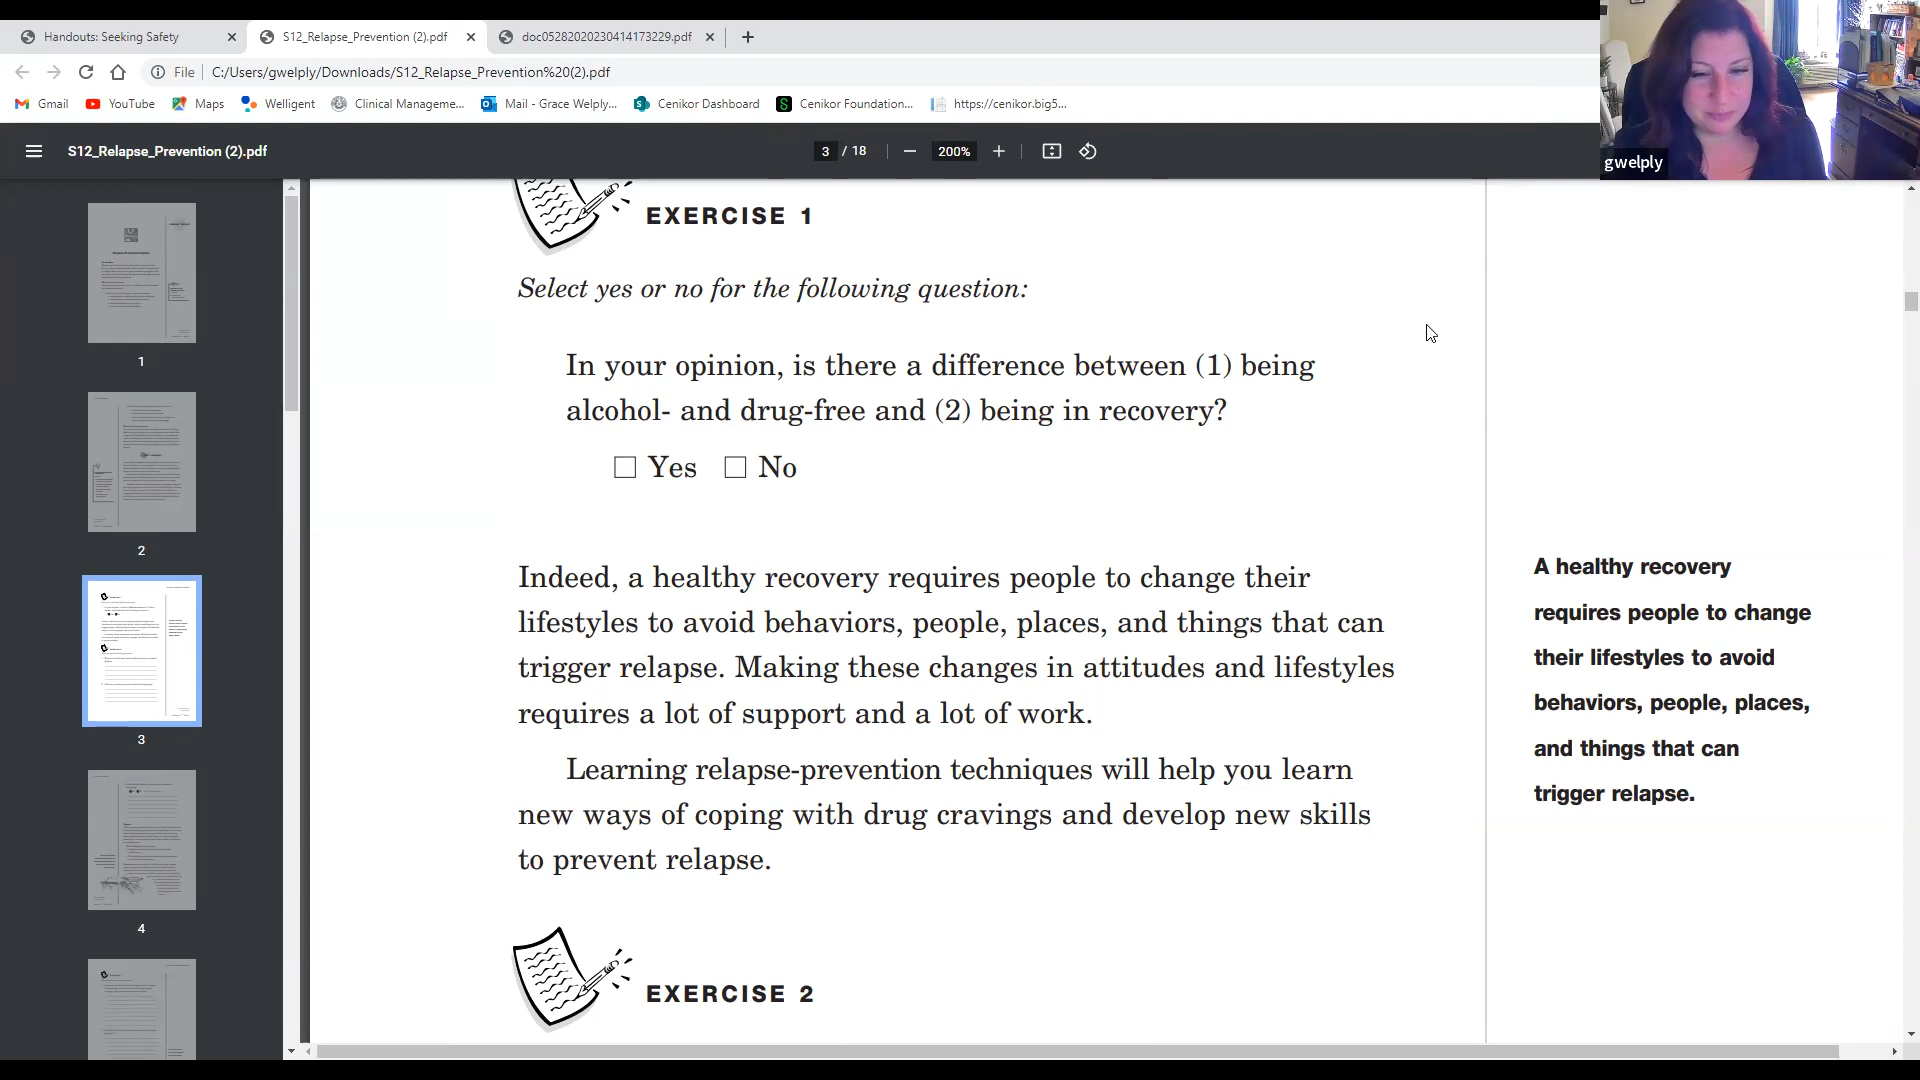 Handouts: Seeking Safety
S12_Relapse_Prevention (2).pdf
doc05282020230414173229.pdf
File
C:/Users/gwelply/Downloads/S12_Relapse_Prevention%20(2).pdf
Gmail
YouTube
Maps
Welligent
Clinical Manageme...
Mail - Grace Welply...
Cenikor Dashboard
Cenikor Foundation...
https://cenikor.big5...
gwelply
S12_Relapse_Prevention (2).pdf
3 / 18
200%
1
2
3
4
EXERCISE 1
Select yes or no for the following question:
In your opinion, is there a difference between (1) being
alcohol- and drug-free and (2) being in recovery?
Yes No
Indeed, a healthy recovery requires people to change their
lifestyles to avoid behaviors, people, places, and things that can
trigger relapse. Making these changes in attitudes and lifestyles
requires a lot of support and a lot of work.
Learning relapse-prevention techniques will help you learn
new ways of coping with drug cravings and develop new skills
to prevent relapse.
EXERCISE 2
A healthy recovery
requires people to change
their lifestyles to avoid
behaviors, people, places,
and things that can
trigger relapse.